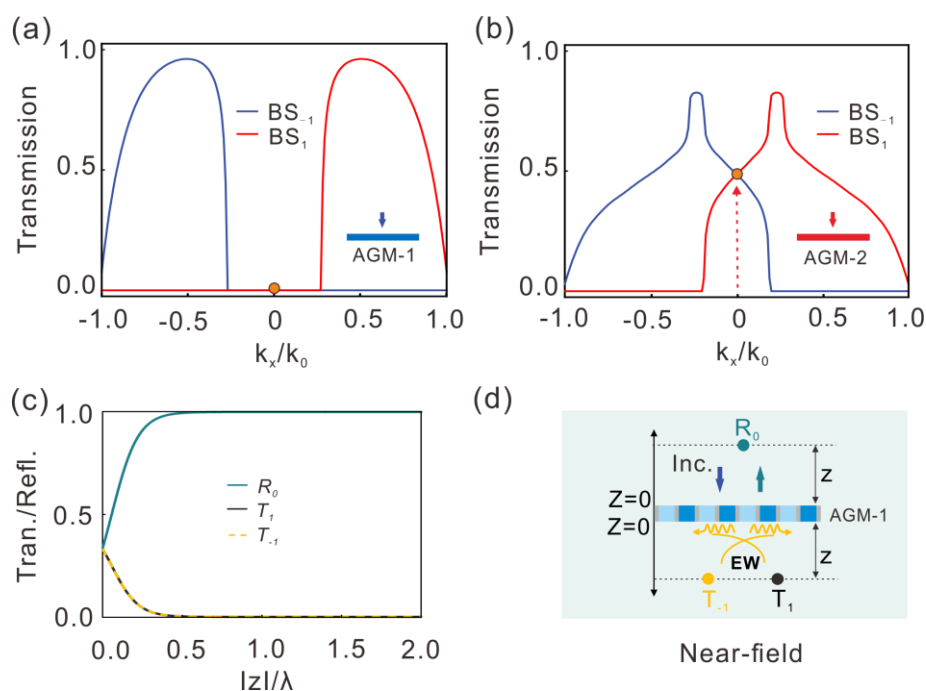 (a)
1.0
0.5
0.0
Transmission
BS₋₁
BS₁
AGM-1
-1.0 -0.5 0 0.5 1.0
kₓ/k₀
(b)
1.0
0.5
0.0
Transmission
BS₋₁
BS₁
AGM-2
-1.0 -0.5 0 0.5 1.0
kₓ/k₀
(c)
1.0
0.5
0.0
Tran./Refl.
R₀
T₁
T₋₁
0.0 0.5 1.0 1.5 2.0
|z|/λ
(d)
R₀
Inc.
z
Z=0
Z=0
AGM-1
z
EW
T₋₁ T₁
Near-field